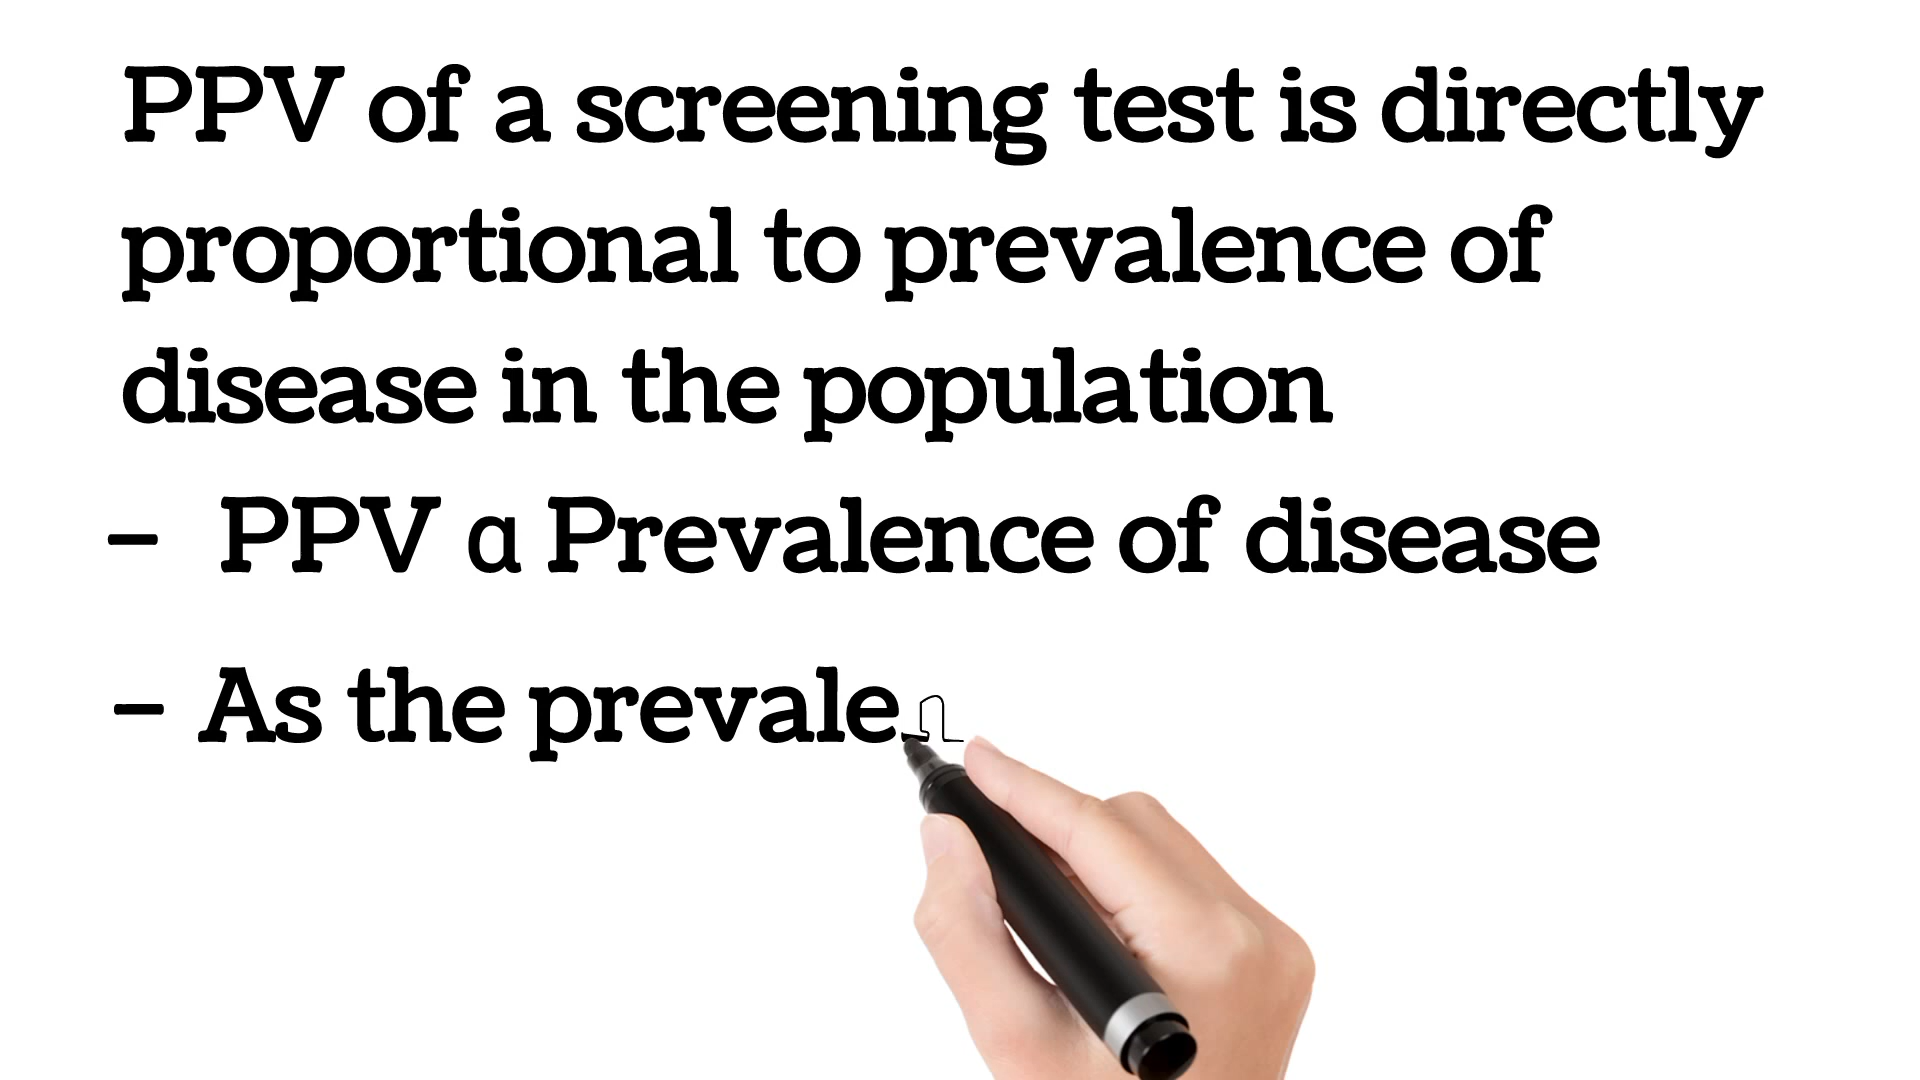 PPV of a screening test is directly
proportional to prevalence of
disease in the population
– PPV α Prevalence of disease
– As the prevalen